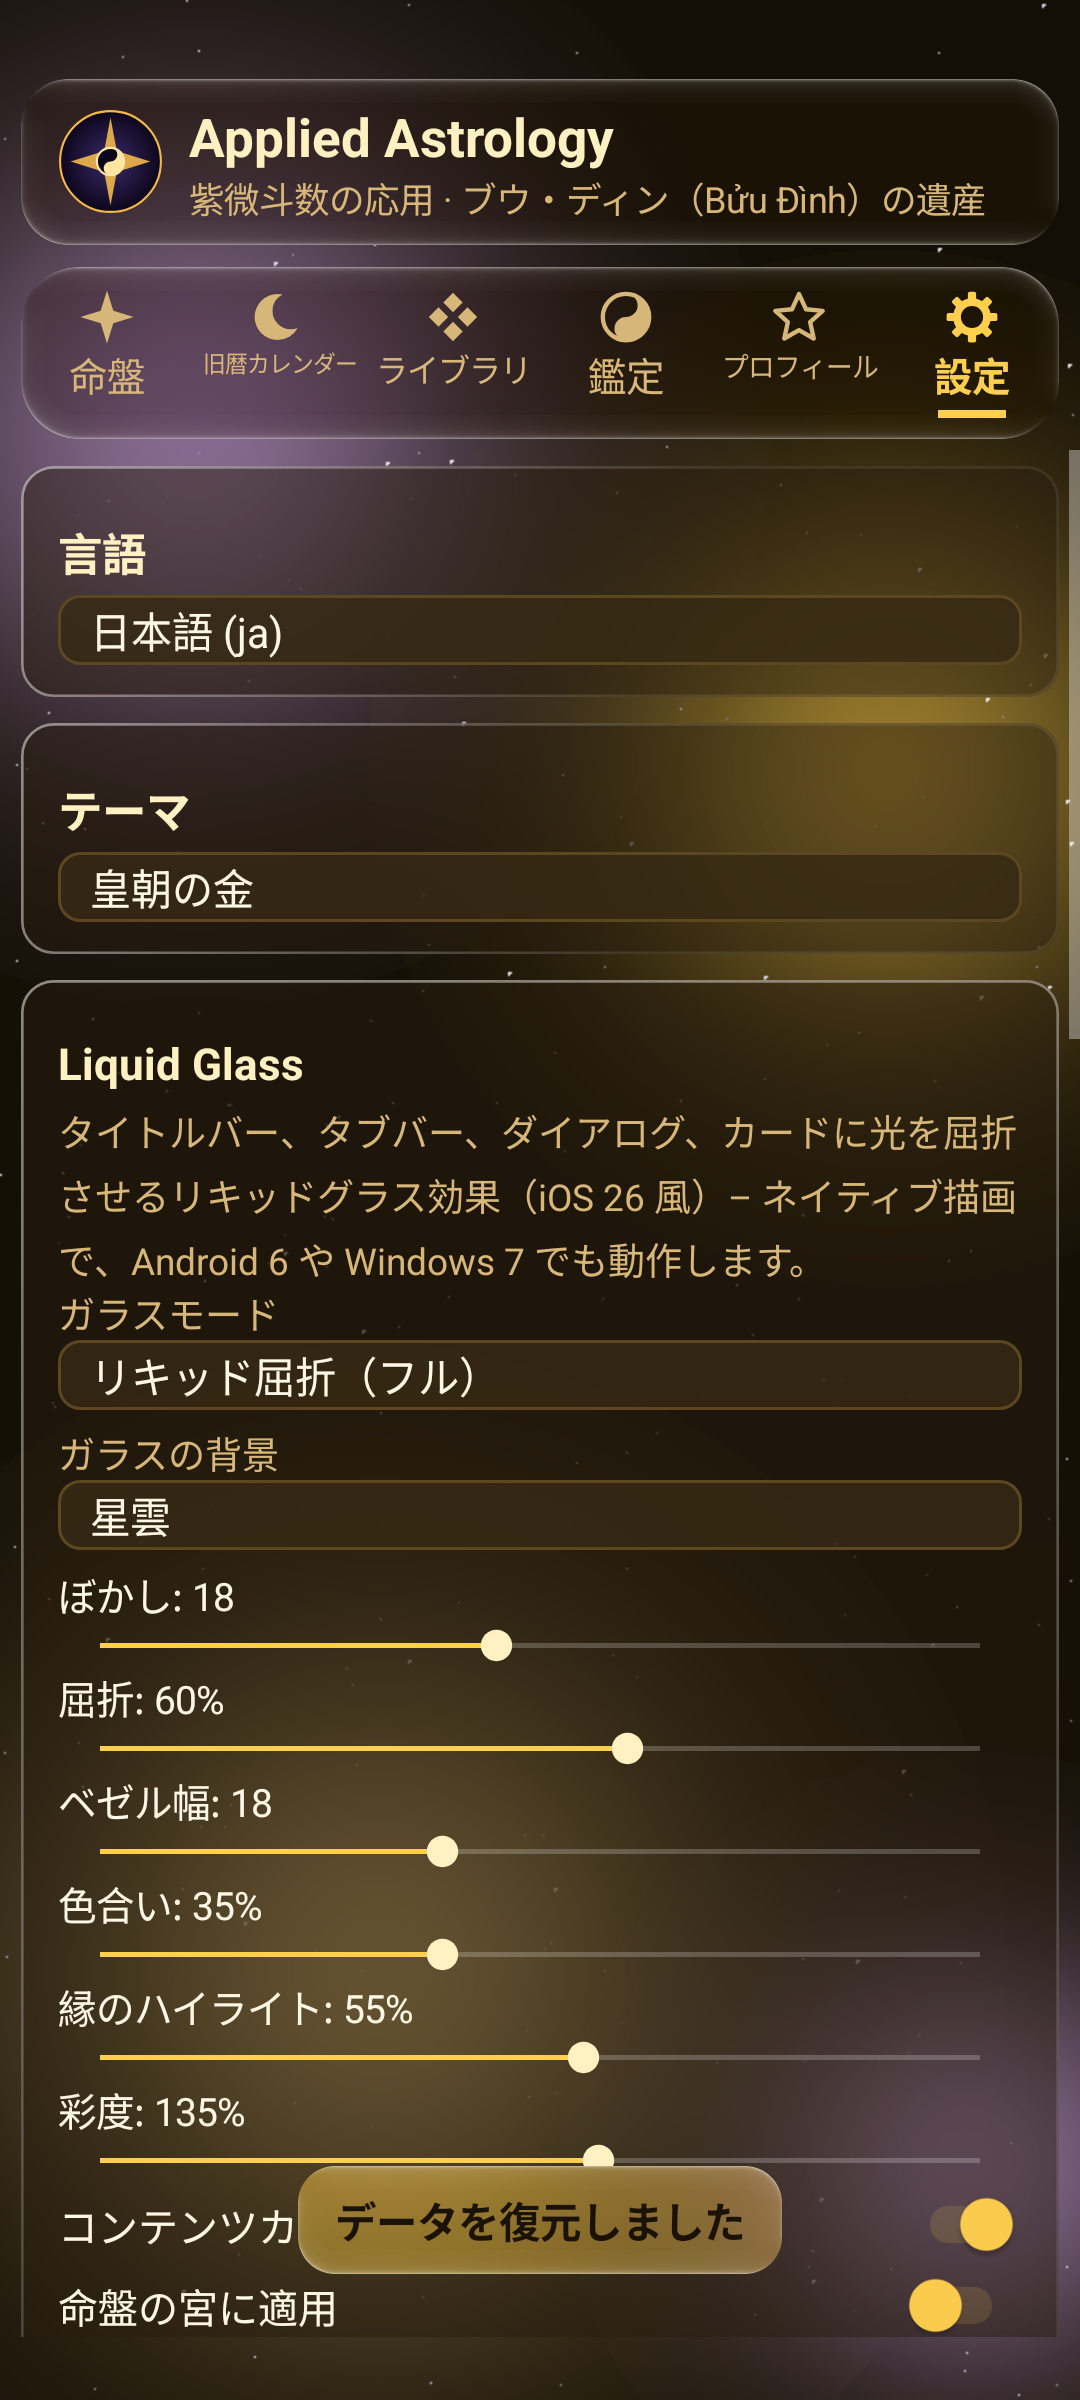 Applied Astrology
紫微斗数の応用 · ブウ・ディン（Bửu Đình）の遺産
命盤
旧暦カレンダー
ライブラリ
鑑定
プロフィール
設定
言語
日本語 (ja)
テーマ
皇朝の金
Liquid Glass
タイトルバー、タブバー、ダイアログ、カードに光を屈折
させるリキッドグラス効果（iOS 26 風）– ネイティブ描画
で、Android 6 や Windows 7 でも動作します。
ガラスモード
リキッド屈折（フル）
ガラスの背景
星雲
ぼかし: 18
屈折: 60%
ベゼル幅: 18
色合い: 35%
縁のハイライト: 55%
彩度: 135%
コンテンツカ
データを復元しました
命盤の宮に適用